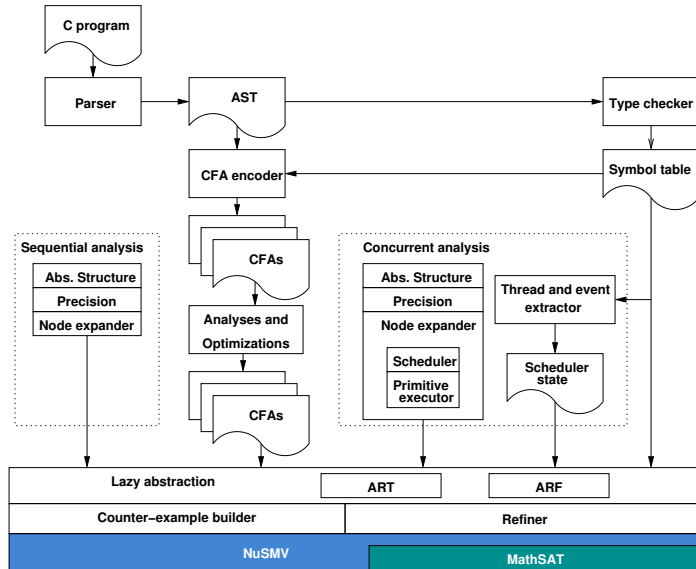 C program
Parser
AST
Type checker
CFA encoder
Symbol table
Sequential analysis
Abs. Structure
Precision
Node expander
CFAs
Analyses and
Optimizations
CFAs
Concurrent analysis
Abs. Structure
Precision
Node expander
Scheduler
Primitive
executor
Thread and event
extractor
Scheduler
state
Lazy abstraction
ART
ARF
Counter−example builder
Refiner
NuSMV
MathSAT